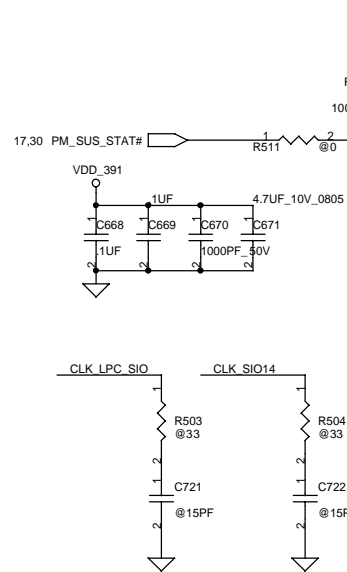 R
100
17,30 PM_SUS_STAT#
1 2
R511 @0
VDD_391
.1UF 4.7UF_10V_0805
1 1 1 1
C668 C669 C670 C671
.1UF 1000PF_50V
2 2 2 2
CLK_LPC_SIO CLK_SIO14
1 1
R503 R504
@33 @33
2 2
1 1
C721 C722
@15PF @15P
2 2